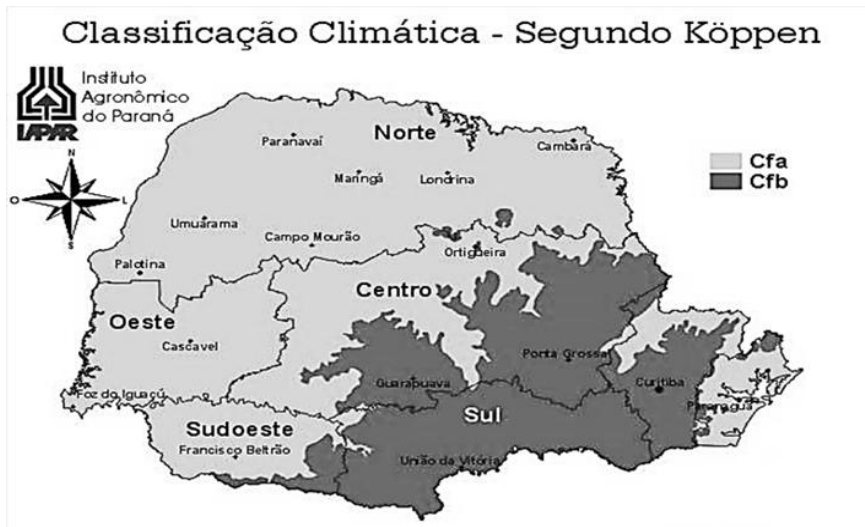 Classificação Climática - Segundo Köppen
Instituto
Agronômico
do Paraná
IAPAR
N
O
L
S
Norte
Paranavaí
Cambará
Maringá
Londrina
Cfa
Cfb
Umuarama
Campo Mourão
Ortigueira
Palotina
Centro
Oeste
Cascavel
Ponta Grossa
Guarapuava
Curitiba
Foz do Iguaçú
Paranaguá
Sul
Sudoeste
Francisco Beltrão
União da Vitória